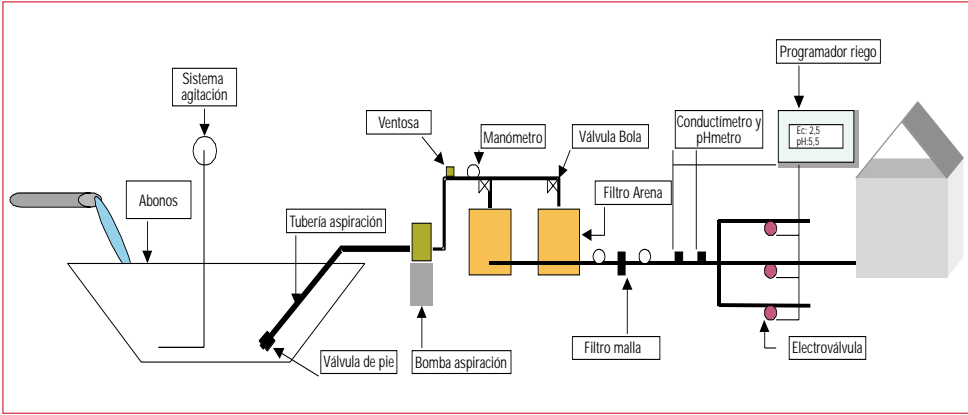 Programador riego
Sistema
agitación
Ventosa
Manómetro
Válvula Bola
Conductímetro y
pHmetro
Ec: 2,5
pH:5,5
Abonos
Tubería aspiración
Filtro Arena
Válvula de pie
Bomba aspiración
Filtro malla
Electroválvula